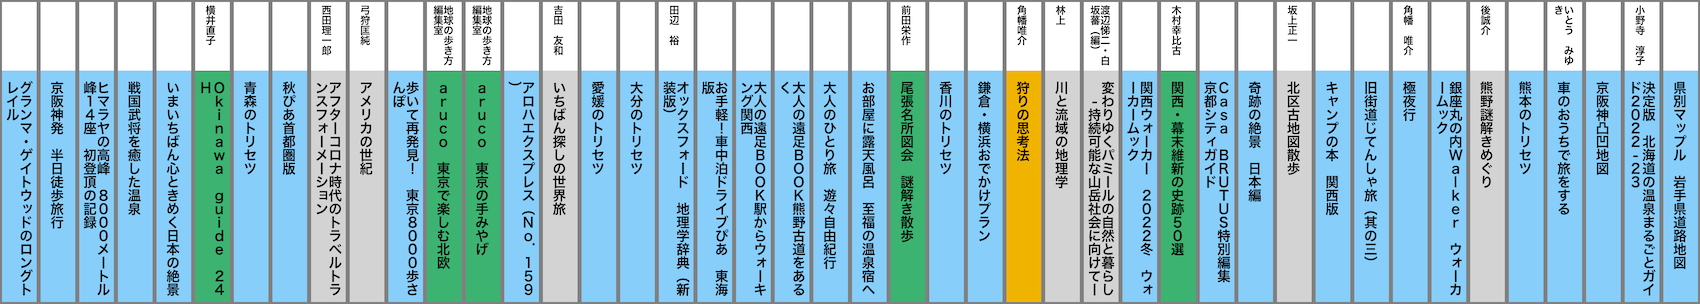 県別マップル　岩手県道路地図
小野寺　淳子
決定版　北海道の温泉まるごとガイ
ド２０２２-２３
京阪神凸凹地図
いとう　みゆ
き
車のおうちで旅をする
熊本のトリセツ
後誠介
熊野謎解きめぐり
銀座丸の内Ｗａｌｋｅｒ　ウォーカ
ームック
角幡　唯介
極夜行
旧街道じてんしゃ旅（其の三）
キャンプの本　関西版
坂上正一
北区古地図散歩
奇跡の絶景　日本編
Ｃａｓａ　ＢＲＵＴＵＳ特別編集
京都シティガイド
木村幸比古
関西・幕末維新の史跡５０選
関西ウォーカー　２０２２冬　ウォ
ーカームック
渡辺悌二・白
坂蕃（編）
変わりゆくパミールの自然と暮らし
-持続可能な山岳社会に向けてー
林上
川と流域の地理学
角幡唯介
狩りの思考法
鎌倉・横浜おでかけプラン
香川のトリセツ
前田栄作
尾張名所図会　謎解き散歩
お部屋に露天風呂　至福の温泉宿へ
大人のひとり旅　遊々自由紀行
大人の遠足ＢＯＯＫ熊野古道をある
く
大人の遠足ＢＯＯＫ駅からウォーキ
ング関西
お手軽！車中泊ドライブぴあ　東海
版
田辺　裕
オックスフォード　地理学辞典（新
装版）
大分のトリセツ
愛媛のトリセツ
吉田　友和
いちばん探しの世界旅
アロハエクスプレス（Ｎｏ．１５９
）
地球の歩き方
編集室
ａｒｕｃｏ　東京の手みやげ
地球の歩き方
編集室
ａｒｕｃｏ　東京で楽しむ北欧
歩いて再発見！　東京８０００歩さ
んぽ
弓狩匡純
アメリカの世紀
西田理一郎
アフターコロナ時代のトラベルトラ
ンスフォーメーション
秋ぴあ首都圏版
青森のトリセツ
横井直子
Ｏｋｉｎａｗａ　ｇｕｉｄｅ　２４
Ｈ
いまいちばん心ときめく日本の絶景
戦国武将を癒した温泉
ヒマラヤの高峰　８０００メートル
峰１４座　初登頂の記録
京阪神発　半日徒歩旅行
グランマ・ゲイトウッドのロングト
レイル